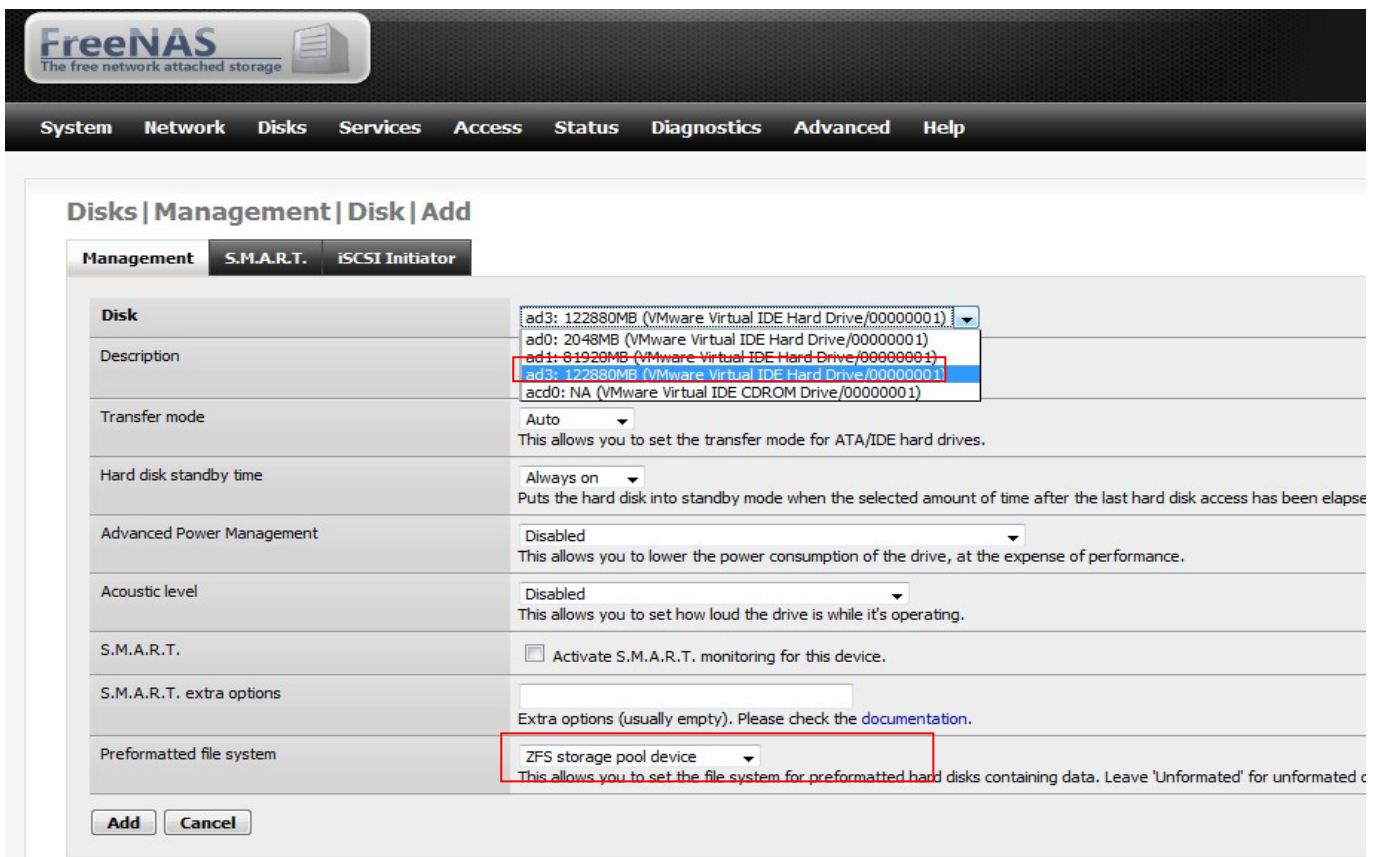 FreeNAS
The free network attached storage
System Network Disks Services Access Status Diagnostics Advanced Help
Disks|Management|Disk|Add
Management S.M.A.R.T. iSCSI Initiator
Disk
ad3: 122880MB (VMware Virtual IDE Hard Drive/00000001)
ad0: 2048MB (VMware Virtual IDE Hard Drive/00000001)
ad1: 81920MB (VMware Virtual IDE Hard Drive/00000001)
ad3: 122880MB (VMware Virtual IDE Hard Drive/00000001)
acd0: NA (VMware Virtual IDE CDROM Drive/00000001)
Description
Transfer mode
Auto
This allows you to set the transfer mode for ATA/IDE hard drives.
Hard disk standby time
Always on
Puts the hard disk into standby mode when the selected amount of time after the last hard disk access has been elapse
Advanced Power Management
Disabled
This allows you to lower the power consumption of the drive, at the expense of performance.
Acoustic level
Disabled
This allows you to set how loud the drive is while it's operating.
S.M.A.R.T.
Activate S.M.A.R.T. monitoring for this device.
S.M.A.R.T. extra options
Extra options (usually empty). Please check the documentation.
Preformatted file system
ZFS storage pool device
This allows you to set the file system for preformatted hard disks containing data. Leave 'Unformated' for unformated
Add Cancel